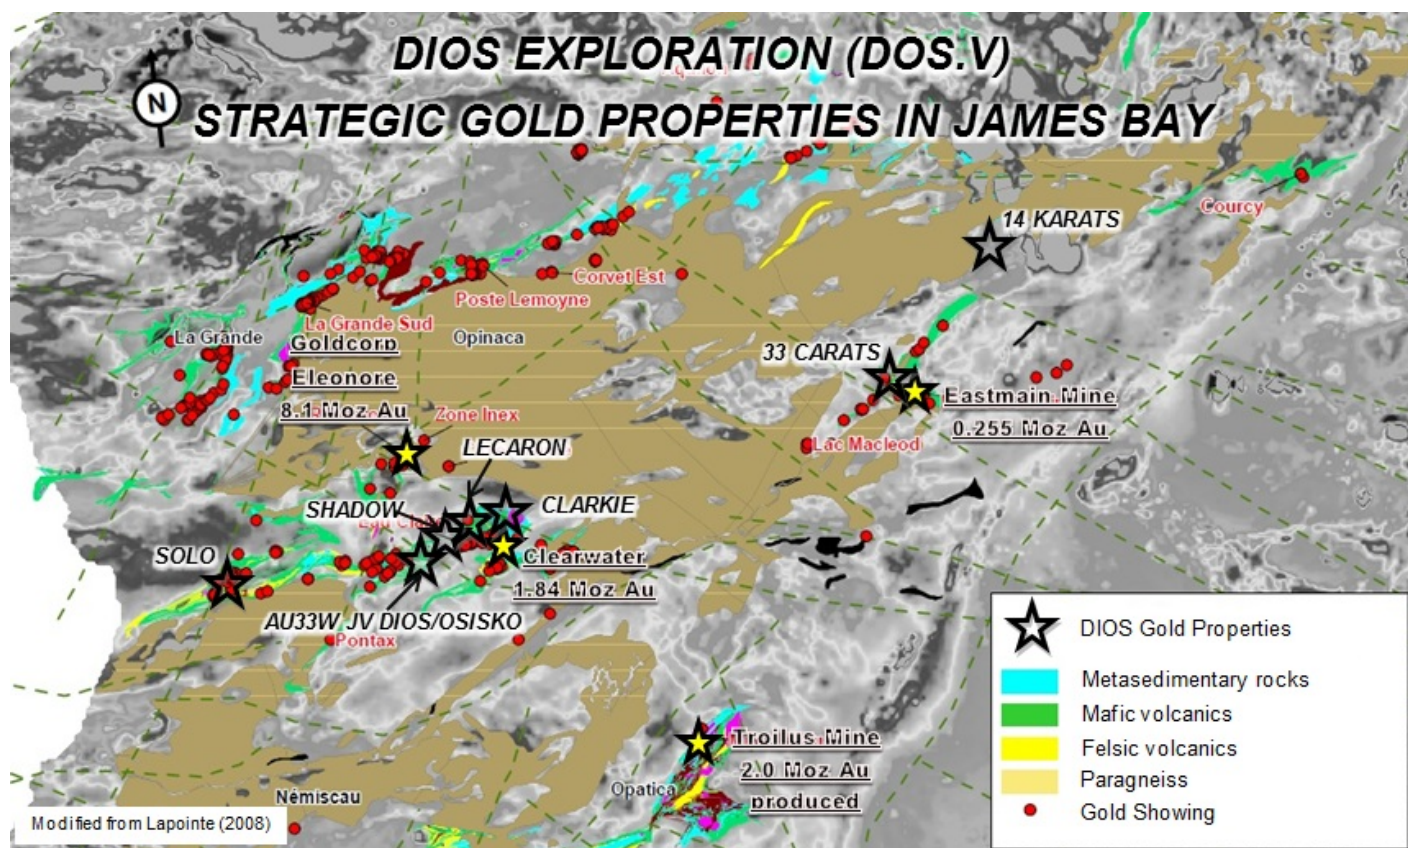 DIOS EXPLORATION (DOS.V)
STRATEGIC GOLD PROPERTIES IN JAMES BAY
N
14 KARATS
Courcy
Corvet Est
Poste Lemoyne
La Grande Sud
La Grande
Goldcorp
Opinaca
33 CARATS
Eleonore
8.1 Moz Au
Zone Inex
Eastmain Mine
0.255 Moz Au
Lac Macleod
LECARON
SHADOW
CLARKIE
SOLO
Clearwater
1.84 Moz Au
AU33W JV DIOS/OSISKO
Pontax
Troilus Mine
2.0 Moz Au
produced
Opatica
Némiscau
DIOS Gold Properties
Metasedimentary rocks
Mafic volcanics
Felsic volcanics
Paragneiss
Gold Showing
Modified from Lapointe (2008)